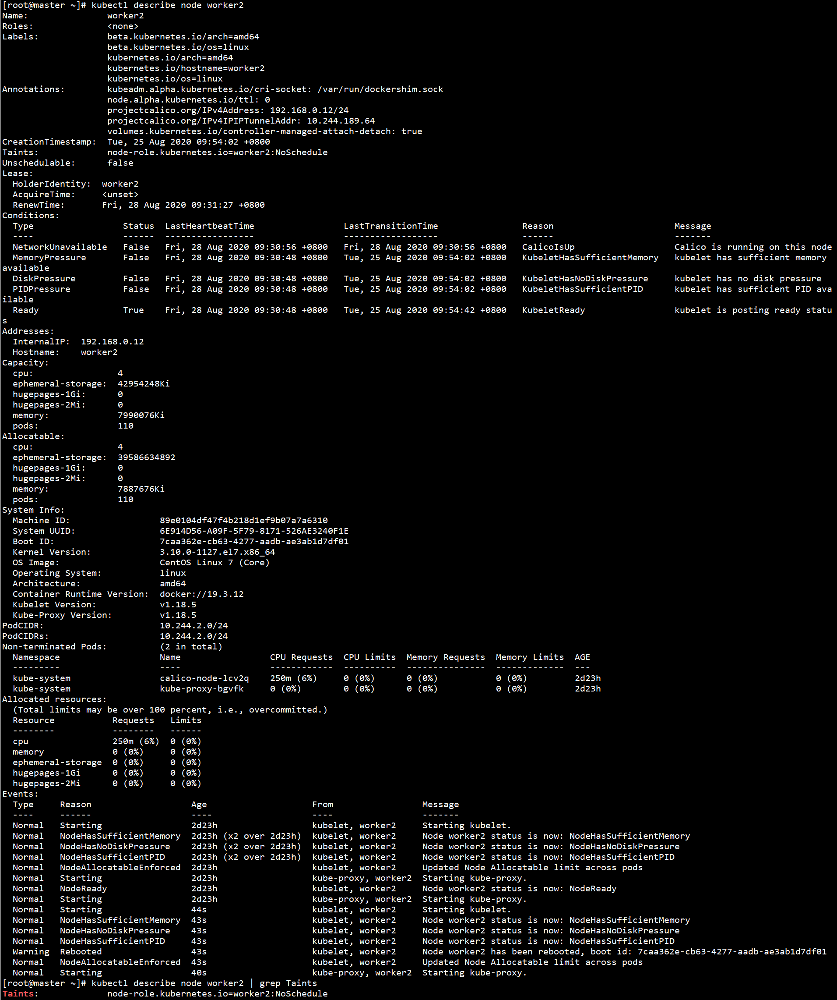 [root@master ~]# kubectl describe node worker2
Name:               worker2
Roles:              <none>
Labels:             beta.kubernetes.io/arch=amd64
                    beta.kubernetes.io/os=linux
                    kubernetes.io/arch=amd64
                    kubernetes.io/hostname=worker2
                    kubernetes.io/os=linux
Annotations:        kubeadm.alpha.kubernetes.io/cri-socket: /var/run/dockershim.sock
                    node.alpha.kubernetes.io/ttl: 0
                    projectcalico.org/IPv4Address: 192.168.0.12/24
                    projectcalico.org/IPv4IPIPTunnelAddr: 10.244.189.64
                    volumes.kubernetes.io/controller-managed-attach-detach: true
CreationTimestamp:  Tue, 25 Aug 2020 09:54:02 +0800
Taints:             node-role.kubernetes.io=worker2:NoSchedule
Unschedulable:      false
Lease:
  HolderIdentity:  worker2
  AcquireTime:     <unset>
  RenewTime:       Fri, 28 Aug 2020 09:31:27 +0800
Conditions:
  Type                 Status  LastHeartbeatTime                 LastTransitionTime                Reason                       Message
  ----                 ------  -----------------                 ------------------                ------                       -------
  NetworkUnavailable   False   Fri, 28 Aug 2020 09:30:56 +0800   Fri, 28 Aug 2020 09:30:56 +0800   CalicoIsUp                   Calico is running on this node
  MemoryPressure       False   Fri, 28 Aug 2020 09:30:48 +0800   Tue, 25 Aug 2020 09:54:02 +0800   KubeletHasSufficientMemory   kubelet has sufficient memory
available
  DiskPressure         False   Fri, 28 Aug 2020 09:30:48 +0800   Tue, 25 Aug 2020 09:54:02 +0800   KubeletHasNoDiskPressure     kubelet has no disk pressure
  PIDPressure          False   Fri, 28 Aug 2020 09:30:48 +0800   Tue, 25 Aug 2020 09:54:02 +0800   KubeletHasSufficientPID      kubelet has sufficient PID ava
ilable
  Ready                True    Fri, 28 Aug 2020 09:30:48 +0800   Tue, 25 Aug 2020 09:54:42 +0800   KubeletReady                 kubelet is posting ready statu
s
Addresses:
  InternalIP:  192.168.0.12
  Hostname:    worker2
Capacity:
  cpu:                4
  ephemeral-storage:  42954248Ki
  hugepages-1Gi:      0
  hugepages-2Mi:      0
  memory:             7990076Ki
  pods:               110
Allocatable:
  cpu:                4
  ephemeral-storage:  39586634892
  hugepages-1Gi:      0
  hugepages-2Mi:      0
  memory:             7887676Ki
  pods:               110
System Info:
  Machine ID:                 89e0104df47f4b218d1ef9b07a7a6310
  System UUID:                6E914D56-A09F-5F79-8171-526AE3240F1E
  Boot ID:                    7caa362e-cb63-4277-aadb-ae3ab1d7df01
  Kernel Version:             3.10.0-1127.el7.x86_64
  OS Image:                   CentOS Linux 7 (Core)
  Operating System:           linux
  Architecture:               amd64
  Container Runtime Version:  docker://19.3.12
  Kubelet Version:            v1.18.5
  Kube-Proxy Version:         v1.18.5
PodCIDR:                      10.244.2.0/24
PodCIDRs:                     10.244.2.0/24
Non-terminated Pods:          (2 in total)
  Namespace                   Name                 CPU Requests  CPU Limits  Memory Requests  Memory Limits  AGE
  ---------                   ----                 ------------  ----------  ---------------  -------------  ---
  kube-system                 calico-node-lcv2q    250m (6%)     0 (0%)      0 (0%)           0 (0%)         2d23h
  kube-system                 kube-proxy-bgvfk     0 (0%)        0 (0%)      0 (0%)           0 (0%)         2d23h
Allocated resources:
  (Total limits may be over 100 percent, i.e., overcommitted.)
  Resource           Requests   Limits
  --------           --------   ------
  cpu                250m (6%)  0 (0%)
  memory             0 (0%)     0 (0%)
  ephemeral-storage  0 (0%)     0 (0%)
  hugepages-1Gi      0 (0%)     0 (0%)
  hugepages-2Mi      0 (0%)     0 (0%)
Events:
  Type     Reason                   Age                    From                 Message
  ----     ------                   ----                   ----                 -------
  Normal   Starting                 2d23h                  kubelet, worker2     Starting kubelet.
  Normal   NodeHasSufficientMemory  2d23h (x2 over 2d23h)  kubelet, worker2     Node worker2 status is now: NodeHasSufficientMemory
  Normal   NodeHasNoDiskPressure    2d23h (x2 over 2d23h)  kubelet, worker2     Node worker2 status is now: NodeHasNoDiskPressure
  Normal   NodeHasSufficientPID     2d23h (x2 over 2d23h)  kubelet, worker2     Node worker2 status is now: NodeHasSufficientPID
  Normal   NodeAllocatableEnforced  2d23h                  kubelet, worker2     Updated Node Allocatable limit across pods
  Normal   Starting                 2d23h                  kube-proxy, worker2  Starting kube-proxy.
  Normal   NodeReady                2d23h                  kubelet, worker2     Node worker2 status is now: NodeReady
  Normal   Starting                 2d23h                  kube-proxy, worker2  Starting kube-proxy.
  Normal   Starting                 44s                    kubelet, worker2     Starting kubelet.
  Normal   NodeHasSufficientMemory  43s                    kubelet, worker2     Node worker2 status is now: NodeHasSufficientMemory
  Normal   NodeHasNoDiskPressure    43s                    kubelet, worker2     Node worker2 status is now: NodeHasNoDiskPressure
  Normal   NodeHasSufficientPID     43s                    kubelet, worker2     Node worker2 status is now: NodeHasSufficientPID
  Warning  Rebooted                 43s                    kubelet, worker2     Node worker2 has been rebooted, boot id: 7caa362e-cb63-4277-aadb-ae3ab1d7df01
  Normal   NodeAllocatableEnforced  43s                    kubelet, worker2     Updated Node Allocatable limit across pods
  Normal   Starting                 40s                    kube-proxy, worker2  Starting kube-proxy.
[root@master ~]# kubectl describe node worker2 | grep Taints
Taints:             node-role.kubernetes.io=worker2:NoSchedule